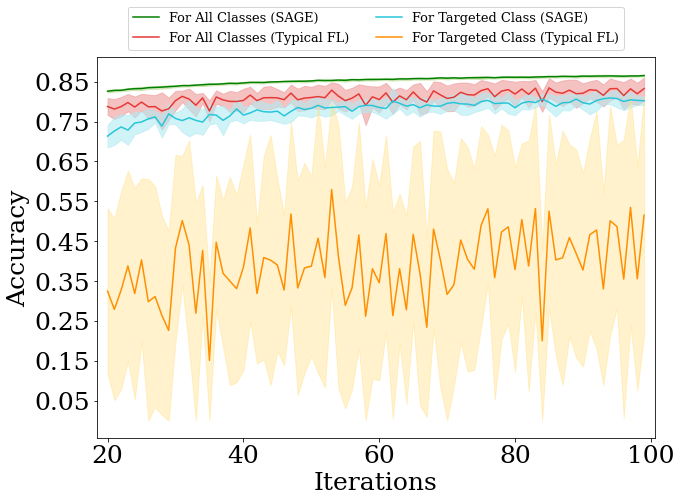 For All Classes (SAGE)
For All Classes (Typical FL)
For Targeted Class (SAGE)
For Targeted Class (Typical FL)
Accuracy
0.85
0.75
0.65
0.55
0.45
0.35
0.25
0.15
0.05
20 40 60 80 100
Iterations